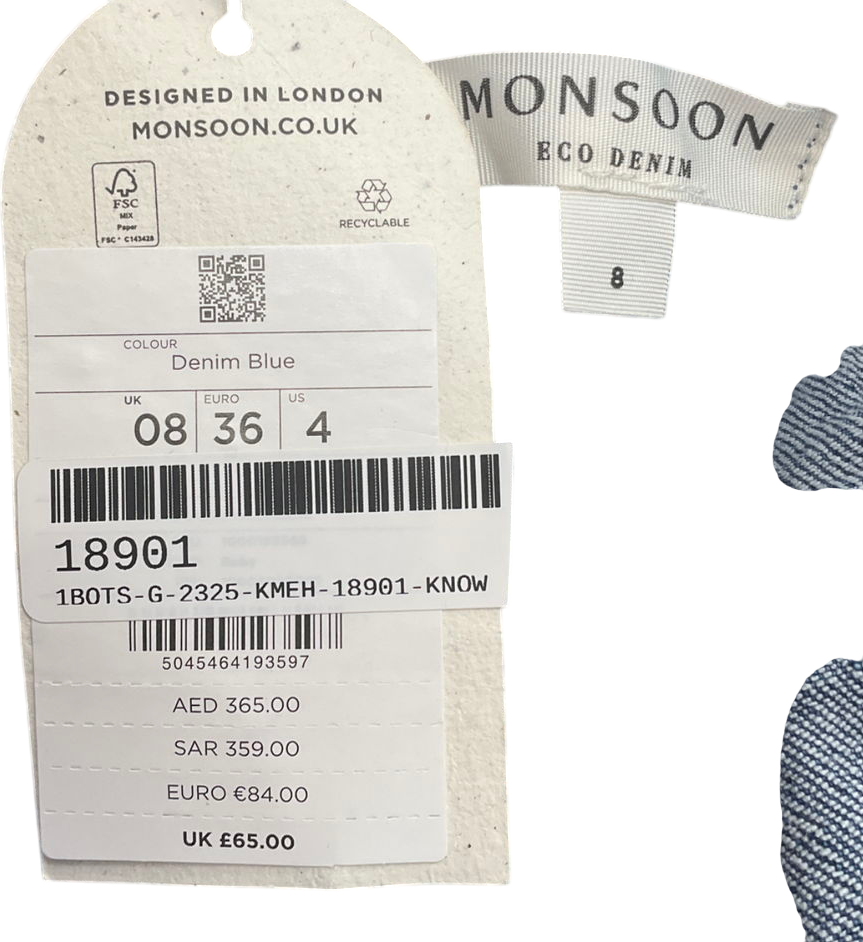 DESIGNED IN LONDON
MONSOON.CO.UK
FSC
MIX
Paper
FSC® C143428
RECYCLABLE
COLOUR
Denim Blue
UK EURO US
08 36 4
18901
1BOTS-G-2325-KMEH-18901-KNOW
5045464193597
AED 365.00
SAR 359.00
EURO €84.00
UK £65.00
MONSOON
ECO DENIM
8